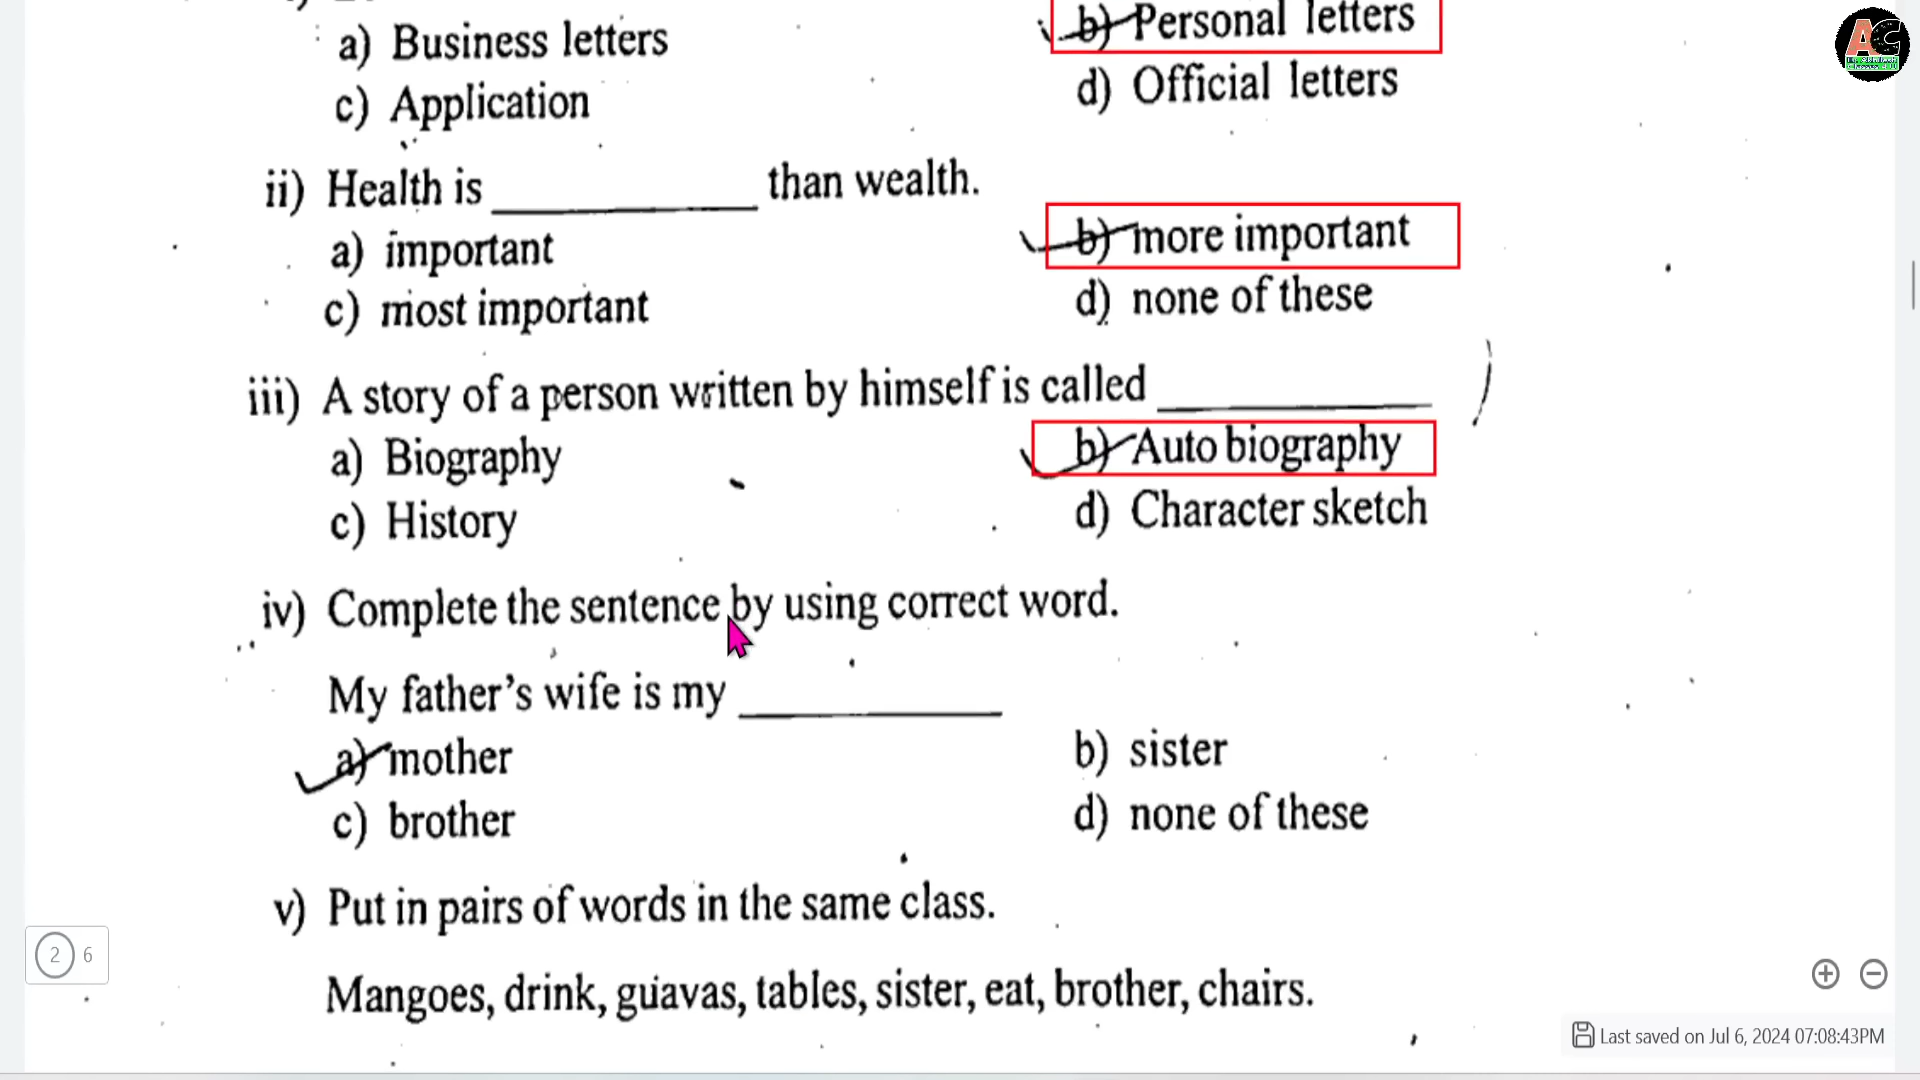 a) Business letters
b) Personal letters
c) Application
d) Official letters
ii) Health is ____________ than wealth.
a) important
b) more important
c) most important
d) none of these
iii) A story of a person written by himself is called ____________
a) Biography
b) Auto biography
c) History
d) Character sketch
iv) Complete the sentence by using correct word.
My father's wife is my ____________
a) mother
b) sister
c) brother
d) none of these
v) Put in pairs of words in the same class.
Mangoes, drink, guavas, tables, sister, eat, brother, chairs.
2 6
Last saved on Jul 6, 2024 07:08:43PM
AC